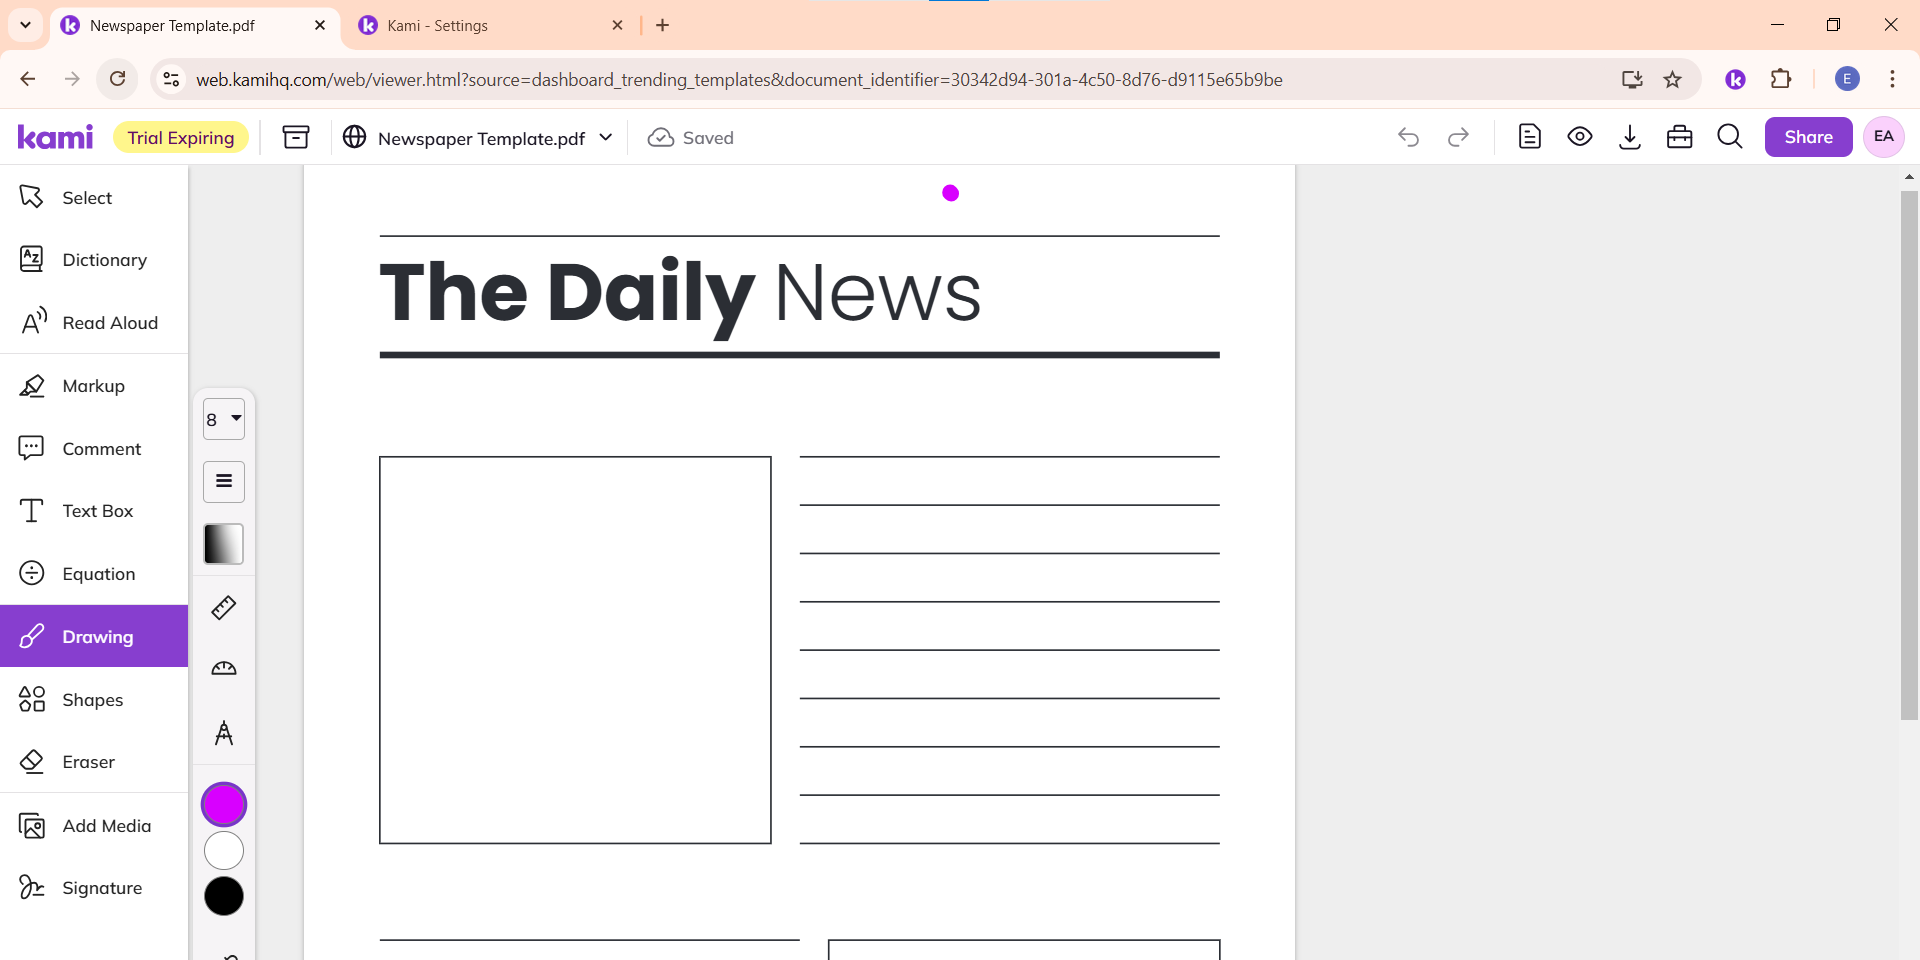 Newspaper Template.pdf
Kami - Settings
web.kamihq.com/web/viewer.html?source=dashboard_trending_templates&document_identifier=30342d94-301a-4c50-8d76-d9115e65b9be
E
kami
Trial Expiring
Newspaper Template.pdf
Saved
Share
EA
Select
Dictionary
Read Aloud
Markup
Comment
Text Box
Equation
Drawing
Shapes
Eraser
Add Media
Signature
8
The Daily News